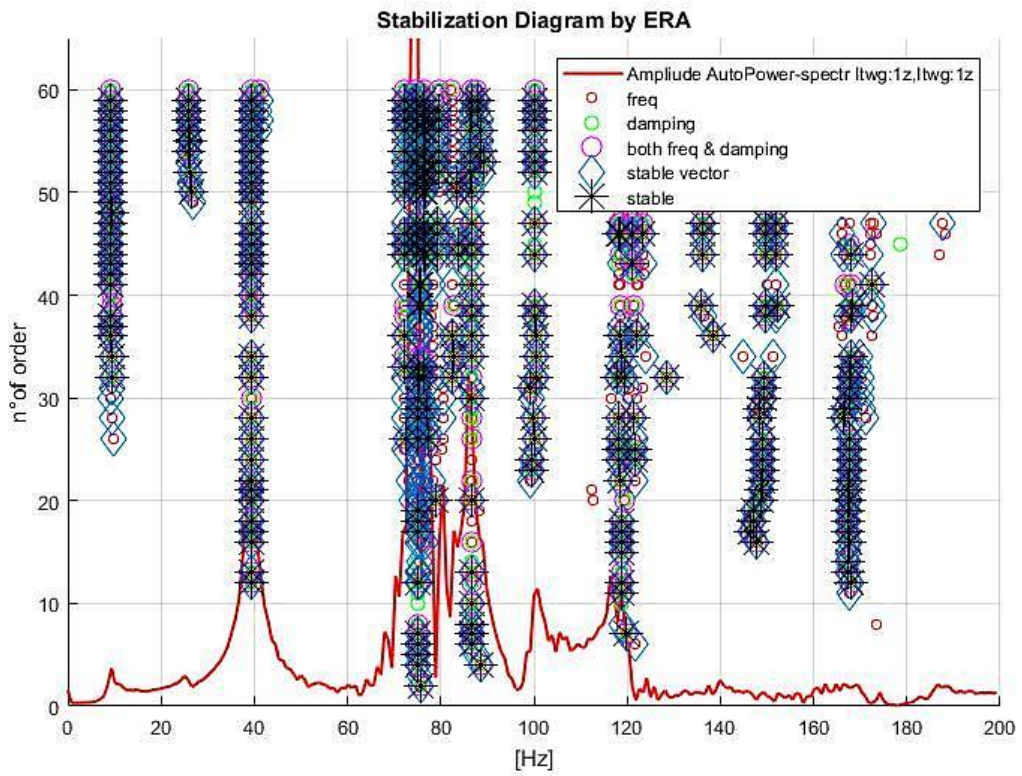 Stabilization Diagram by ERA
Ampliude AutoPower-spectr ltwg:1z,ltwg:1z
freq
damping
both freq & damping
stable vector
stable
n°of order
60
50
40
30
20
10
0
0 20 40 60 80 100 120 140 160 180 200
[Hz]